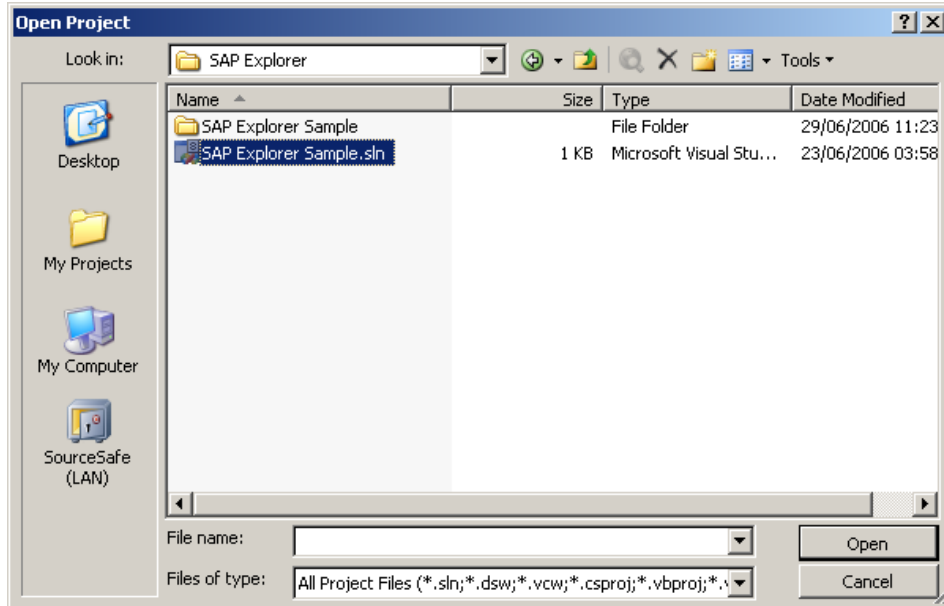 Open Project
Look in: SAP Explorer Tools
Name Size Type Date Modified
SAP Explorer Sample File Folder 29/06/2006 11:23
SAP Explorer Sample.sln 1 KB Microsoft Visual Stu... 23/06/2006 03:58
Desktop
My Projects
My Computer
SourceSafe
(LAN)
File name: Open
Files of type: All Project Files (*.sln;*.dsw;*.vcw;*.csproj;*.vbproj;*. Cancel